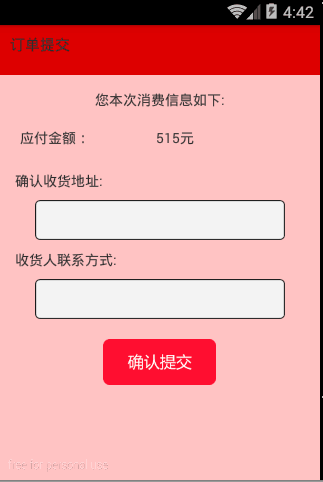 4:42
订单提交
您本次消费信息如下:
应付金额： 515元
确认收货地址:
收货人联系方式:
确认提交